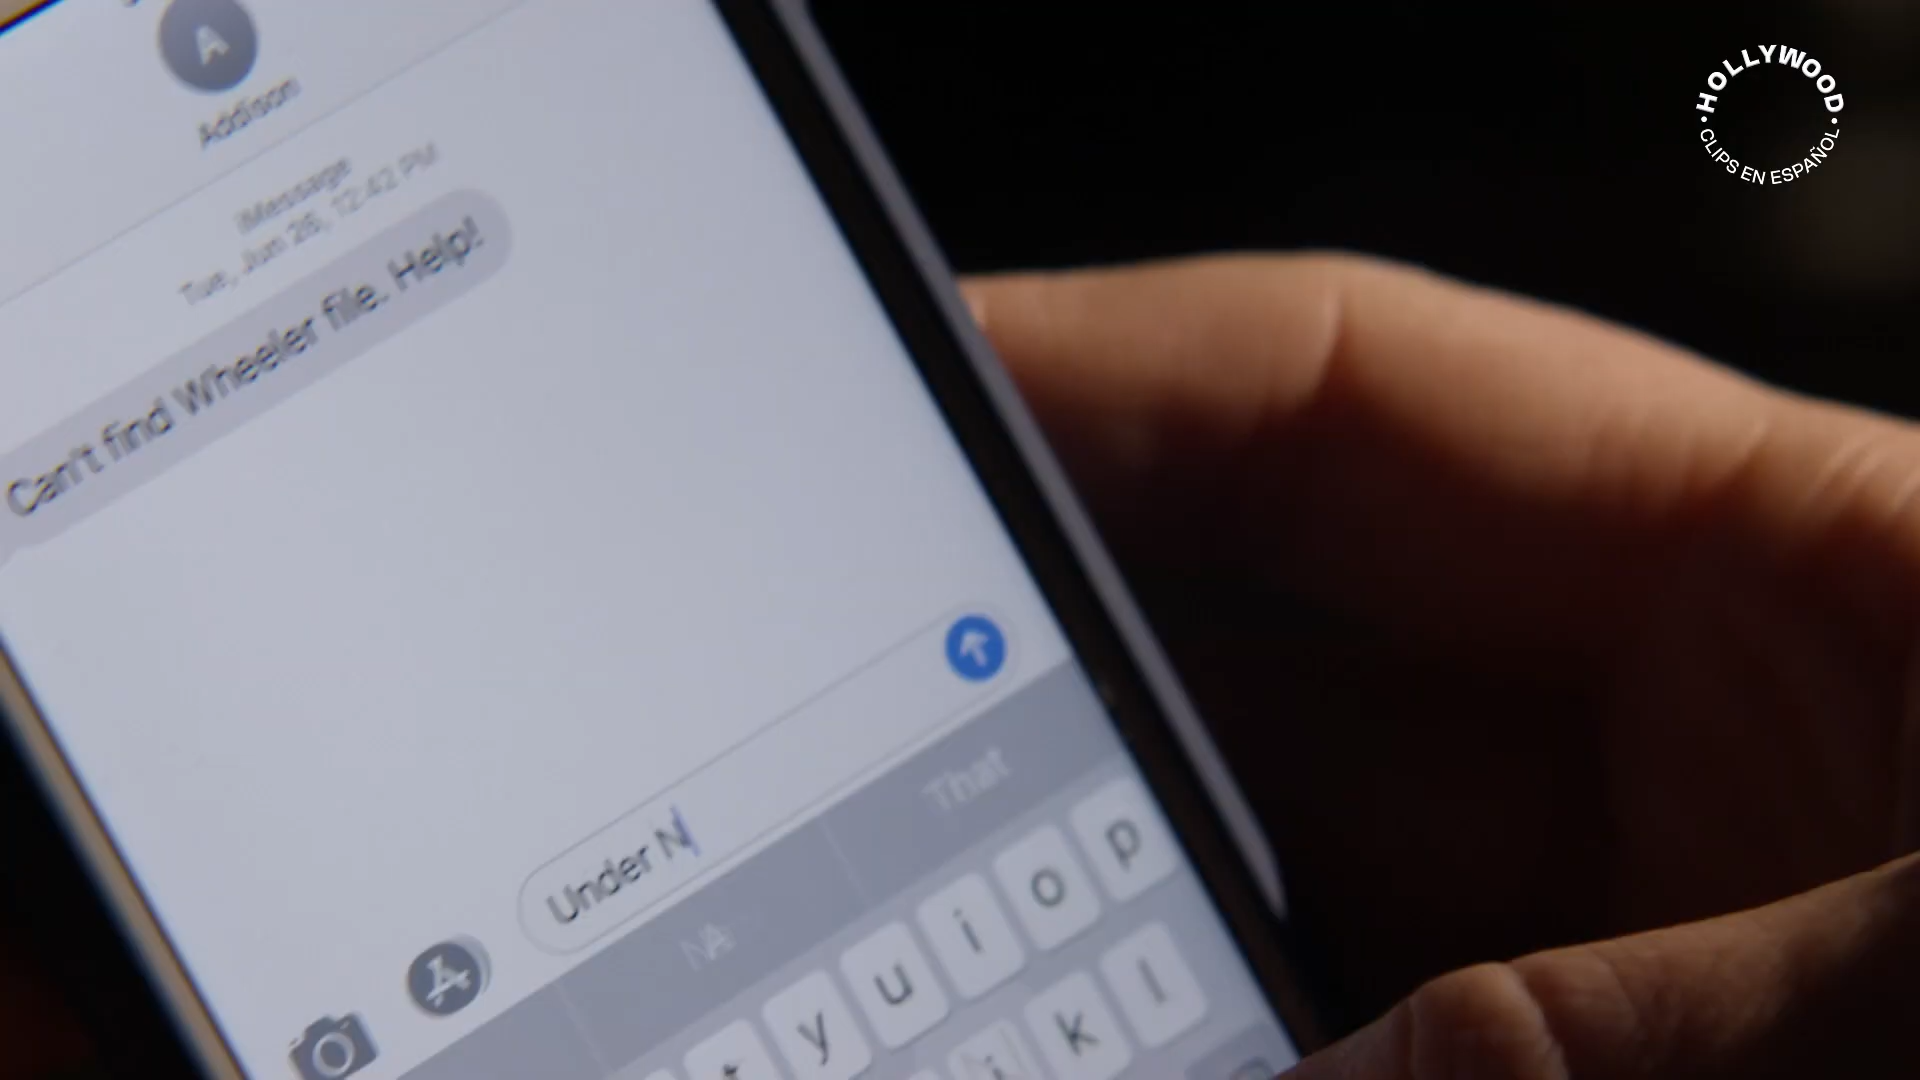 A
Addison
iMessage
Tue, Jun 26, 12:42 PM
Can't find Wheeler file. Help!
Under N
That
t y u i o p
j k l
HOLLYWOOD
CLIPS EN ESPAÑOL